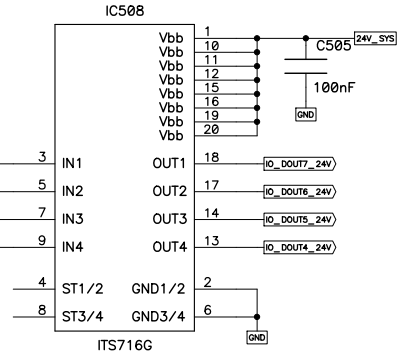 IC508
Vbb 1 24V_SYS
Vbb 10 C505
Vbb 11
Vbb 12
Vbb 15 100nF
Vbb 16
Vbb 19 GND
Vbb 20
3 IN1 OUT1 18 IO_DOUT7_24V
5 IN2 OUT2 17 IO_DOUT6_24V
7 IN3 OUT3 14 IO_DOUT5_24V
9 IN4 OUT4 13 IO_DOUT4_24V
4 ST1/2 GND1/2 2
8 ST3/4 GND3/4 6
GND
ITS716G